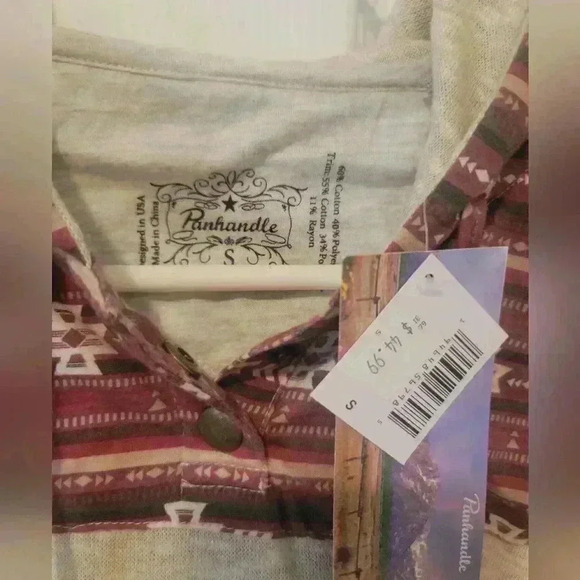 Designed in USA
Made in China
Panhandle
S
60% Cotton 40% Polye
Trim:55% Cotton 34% Po
11% Rayon
$ 44.99
S
Panhandle